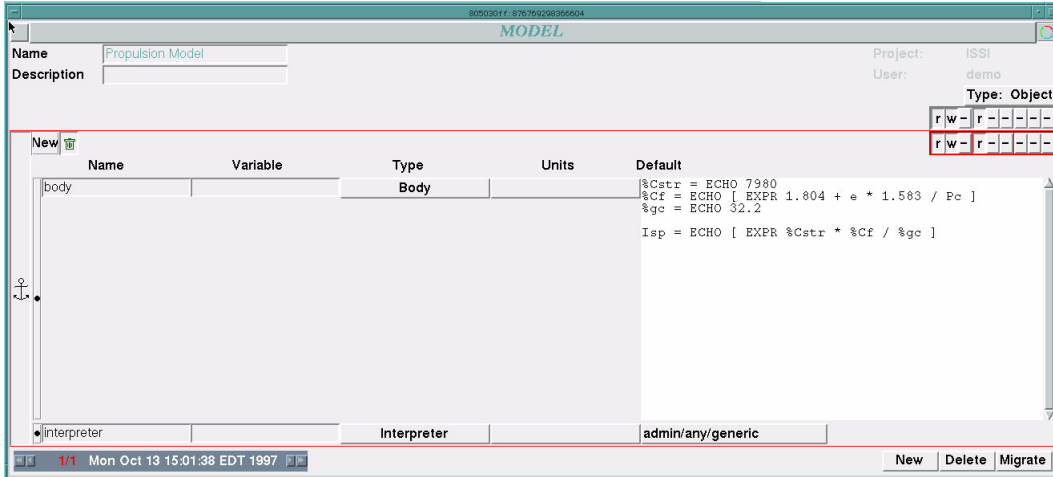 805030ff:876769298366604
MODEL
Name Propulsion Model Project: ISSI
Description User: demo
Type: Object
r w - r - - - - -
New r w - r - - - - -
Name Variable Type Units Default
body Body %Cstr = ECHO 7980
%Cf = ECHO [ EXPR 1.804 + e * 1.583 / Pc ]
%gc = ECHO 32.2
Isp = ECHO [ EXPR %Cstr * %Cf / %gc ]
interpreter Interpreter admin/any/generic
1/1 Mon Oct 13 15:01:38 EDT 1997 New Delete Migrate